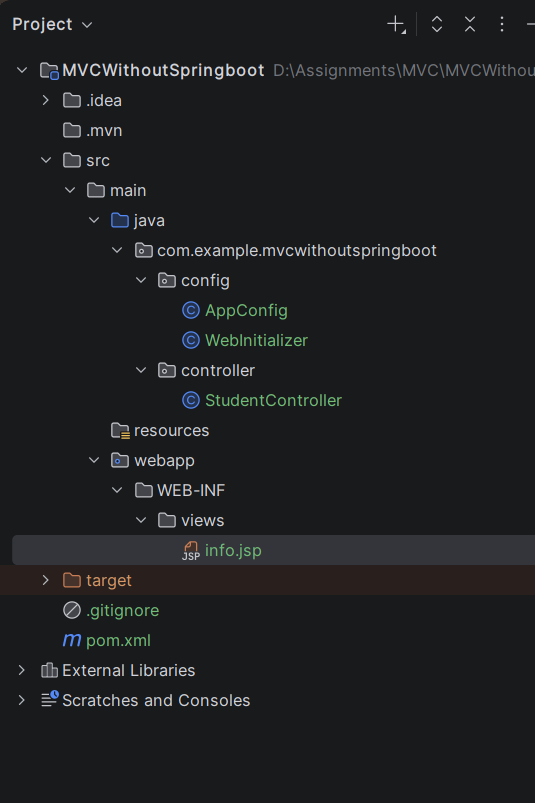 Project
MVCWithoutSpringboot D:\Assignments\MVC\MVCWithou
.idea
.mvn
src
main
java
com.example.mvcwithoutspringboot
config
C AppConfig
C WebInitializer
controller
C StudentController
resources
webapp
WEB-INF
views
JSP info.jsp
target
.gitignore
m pom.xml
External Libraries
Scratches and Consoles